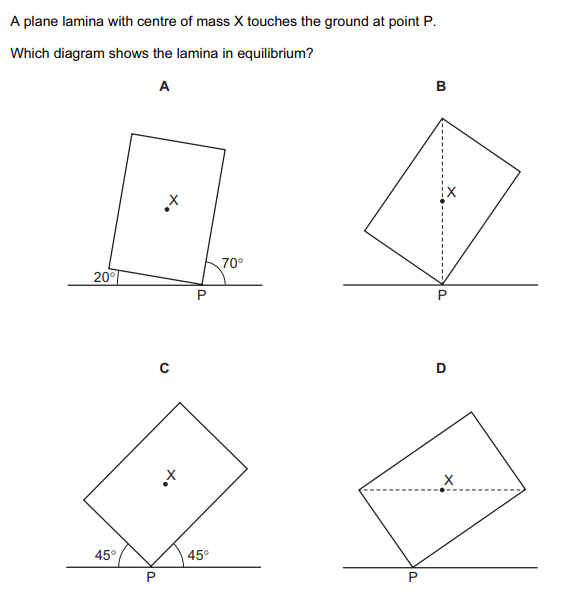 A plane lamina with centre of mass X touches the ground at point P.
Which diagram shows the lamina in equilibrium?
A
B
X
X
70°
20°
P
P
C
D
X
X
45°
45°
P
P